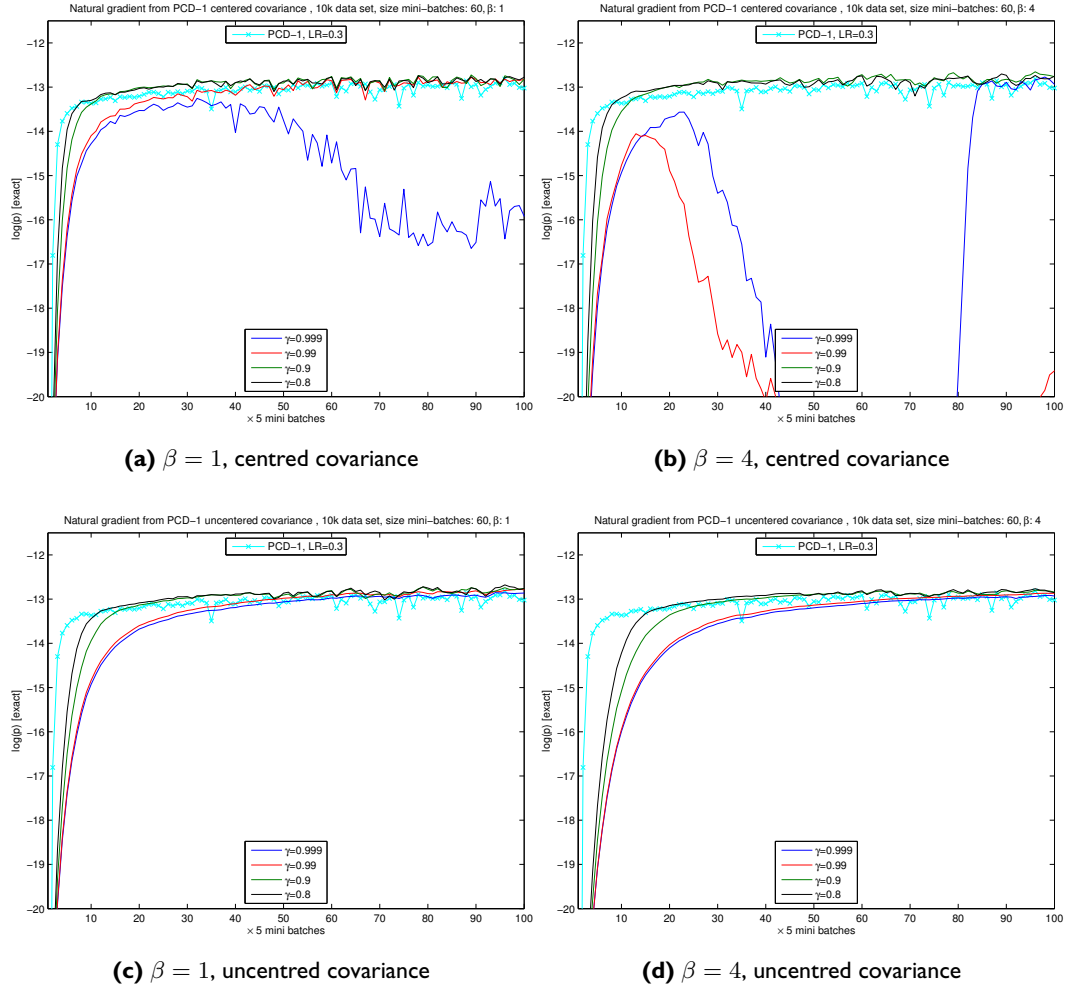 Natural gradient from PCD−1 centered covariance , 10k data set, size mini−batches: 60, β: 1
PCD−1, LR=0.3
log(p) [exact]
−12
−13
−14
−15
−16
−17
−18
−19
−20
γ=0.999
γ=0.99
γ=0.9
γ=0.8
10 20 30 40 50 60 70 80 90 100
× 5 mini batches
(a) β = 1, centred covariance
Natural gradient from PCD−1 centered covariance , 10k data set, size mini−batches: 60, β: 4
PCD−1, LR=0.3
log(p) [exact]
−12
−13
−14
−15
−16
−17
−18
−19
−20
γ=0.999
γ=0.99
γ=0.9
γ=0.8
10 20 30 40 50 60 70 80 90 100
× 5 mini batches
(b) β = 4, centred covariance
Natural gradient from PCD−1 uncentered covariance , 10k data set, size mini−batches: 60, β: 1
PCD−1, LR=0.3
log(p) [exact]
−12
−13
−14
−15
−16
−17
−18
−19
−20
γ=0.999
γ=0.99
γ=0.9
γ=0.8
10 20 30 40 50 60 70 80 90 100
× 5 mini batches
(c) β = 1, uncentred covariance
Natural gradient from PCD−1 uncentered covariance , 10k data set, size mini−batches: 60, β: 4
PCD−1, LR=0.3
log(p) [exact]
−12
−13
−14
−15
−16
−17
−18
−19
−20
γ=0.999
γ=0.99
γ=0.9
γ=0.8
10 20 30 40 50 60 70 80 90 100
× 5 mini batches
(d) β = 4, uncentred covariance